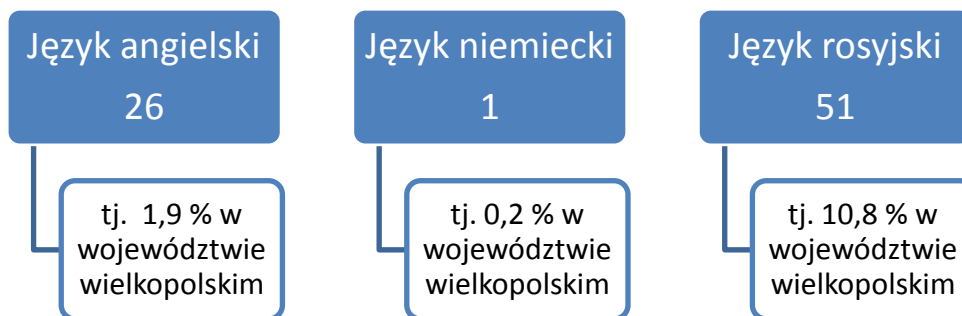 Język angielski
26
tj. 1,9 % w
województwie
wielkopolskim
Język niemiecki
1
tj. 0,2 % w
województwie
wielkopolskim
Język rosyjski
51
tj. 10,8 % w
województwie
wielkopolskim